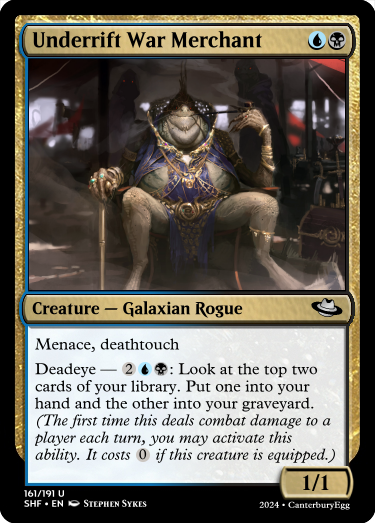 Underrift War Merchant
Creature — Galaxian Rogue
Menace, deathtouch
Deadeye — 2: Look at the top two
cards of your library. Put one into your
hand and the other into your graveyard.
(The first time this deals combat damage to a
player each turn, you may activate this
ability. It costs 0 if this creature is equipped.)
1/1
161/191 U
SHF • EN Stephen Sykes
2024 • CanterburyEgg